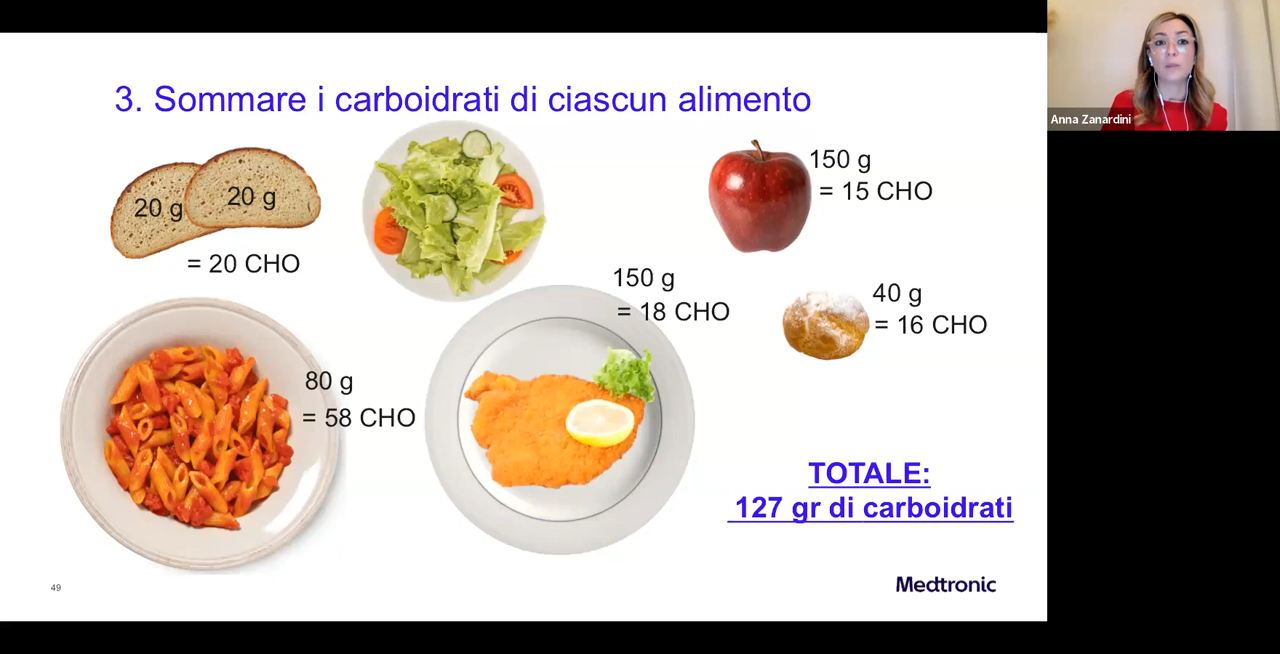 3. Sommare i carboidrati di ciascun alimento
20 g
20 g
= 20 CHO
150 g
= 15 CHO
150 g
= 18 CHO
40 g
= 16 CHO
80 g
= 58 CHO
TOTALE:
127 gr di carboidrati
49
Medtronic
Anna Zanardini